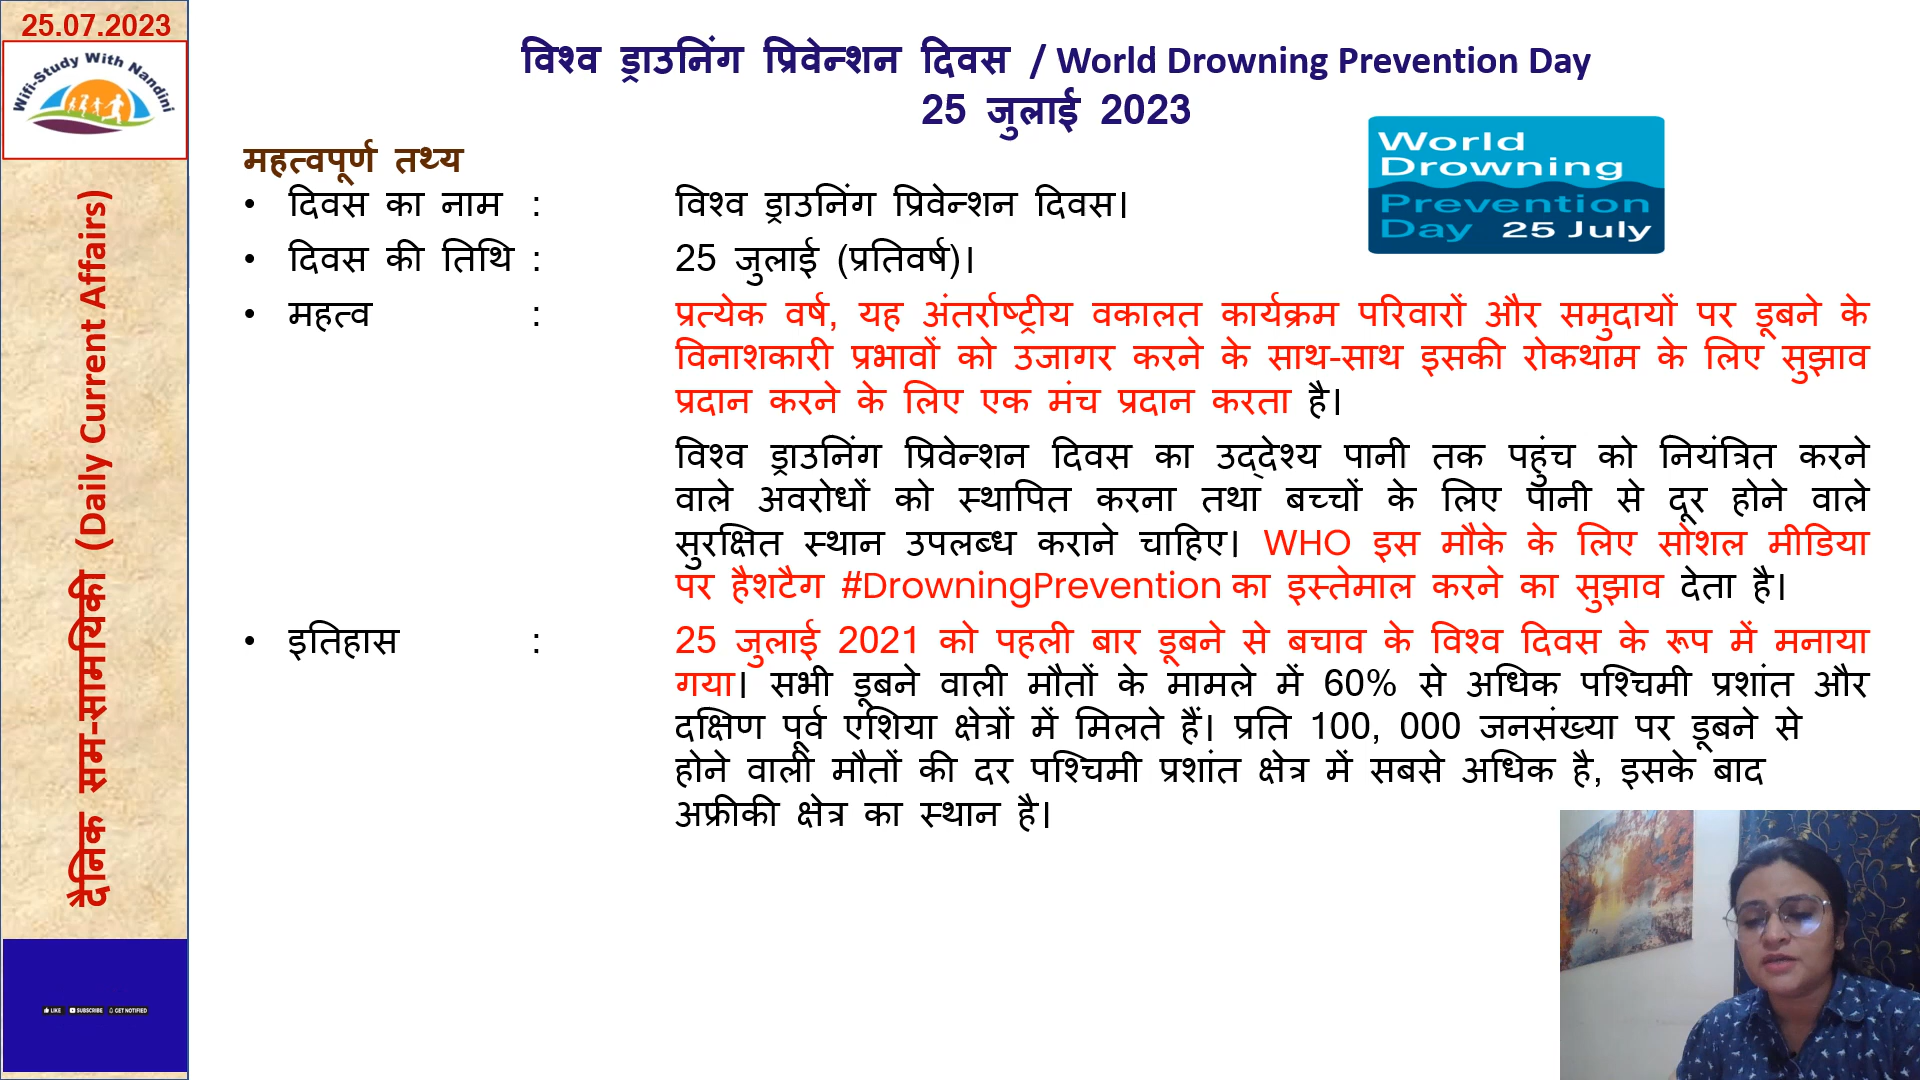 25.07.2023
Wifi-Study With Nandini
दैनिक सम-सामयिकी (Daily Current Affairs)
LIKE SUBSCRIBE GET NOTIFIED
विश्व ड्राउनिंग प्रिवेन्शन दिवस / World Drowning Prevention Day
25 जुलाई 2023
World
Drowning
Prevention
Day 25 July
महत्वपूर्ण तथ्य
• दिवस का नाम : विश्व ड्राउनिंग प्रिवेन्शन दिवस।
• दिवस की तिथि : 25 जुलाई (प्रतिवर्ष)।
• महत्व : प्रत्येक वर्ष, यह अंतर्राष्ट्रीय वकालत कार्यक्रम परिवारों और समुदायों पर डूबने के
विनाशकारी प्रभावों को उजागर करने के साथ-साथ इसकी रोकथाम के लिए सुझाव
प्रदान करने के लिए एक मंच प्रदान करता है।
विश्व ड्राउनिंग प्रिवेन्शन दिवस का उद्देश्य पानी तक पहुंच को नियंत्रित करने
वाले अवरोधों को स्थापित करना तथा बच्चों के लिए पानी से दूर होने वाले
सुरक्षित स्थान उपलब्ध कराने चाहिए। WHO इस मौके के लिए सोशल मीडिया
पर हैशटैग #DrowningPrevention का इस्तेमाल करने का सुझाव देता है।
• इतिहास : 25 जुलाई 2021 को पहली बार डूबने से बचाव के विश्व दिवस के रूप में मनाया
गया। सभी डूबने वाली मौतों के मामले में 60% से अधिक पश्चिमी प्रशांत और
दक्षिण पूर्व एशिया क्षेत्रों में मिलते हैं। प्रति 100, 000 जनसंख्या पर डूबने से
होने वाली मौतों की दर पश्चिमी प्रशांत क्षेत्र में सबसे अधिक है, इसके बाद
अफ्रीकी क्षेत्र का स्थान है।